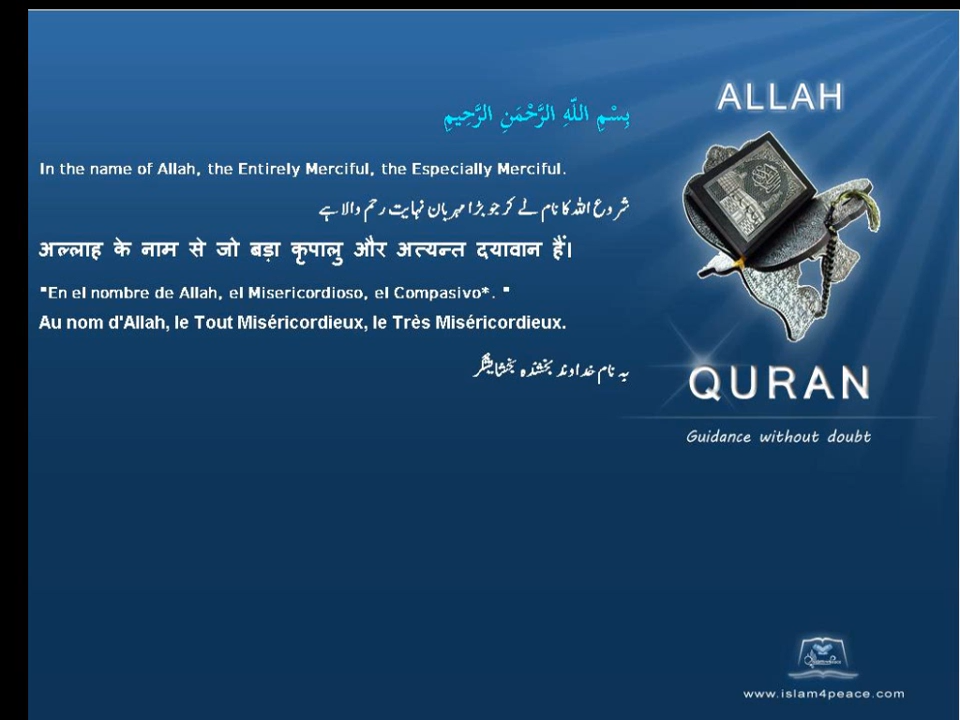 بِسْمِ اللَّهِ الرَّحْمَنِ الرَّحِيمِ
In the name of Allah, the Entirely Merciful, the Especially Merciful.
شروع اللہ کا نام لے کر جو بڑا مہربان نہایت رحم والا ہے
अल्लाह के नाम से जो बड़ा कृपालु और अत्यन्त दयावान हैं।
"En el nombre de Allah, el Misericordioso, el Compasivo*. "
Au nom d'Allah, le Tout Miséricordieux, le Très Miséricordieux.
به نام خداوند بخشنده بخشایشگر
ALLAH
QURAN
Guidance without doubt
www.islam4peace.com